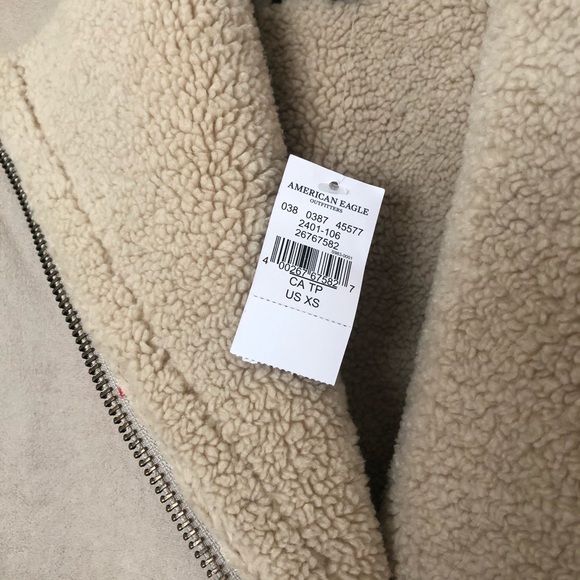 AMERICAN EAGLE
OUTFITTERS
038 0387 45577
2401-106
26767582
4 00267 67582 7
CA TP
US XS